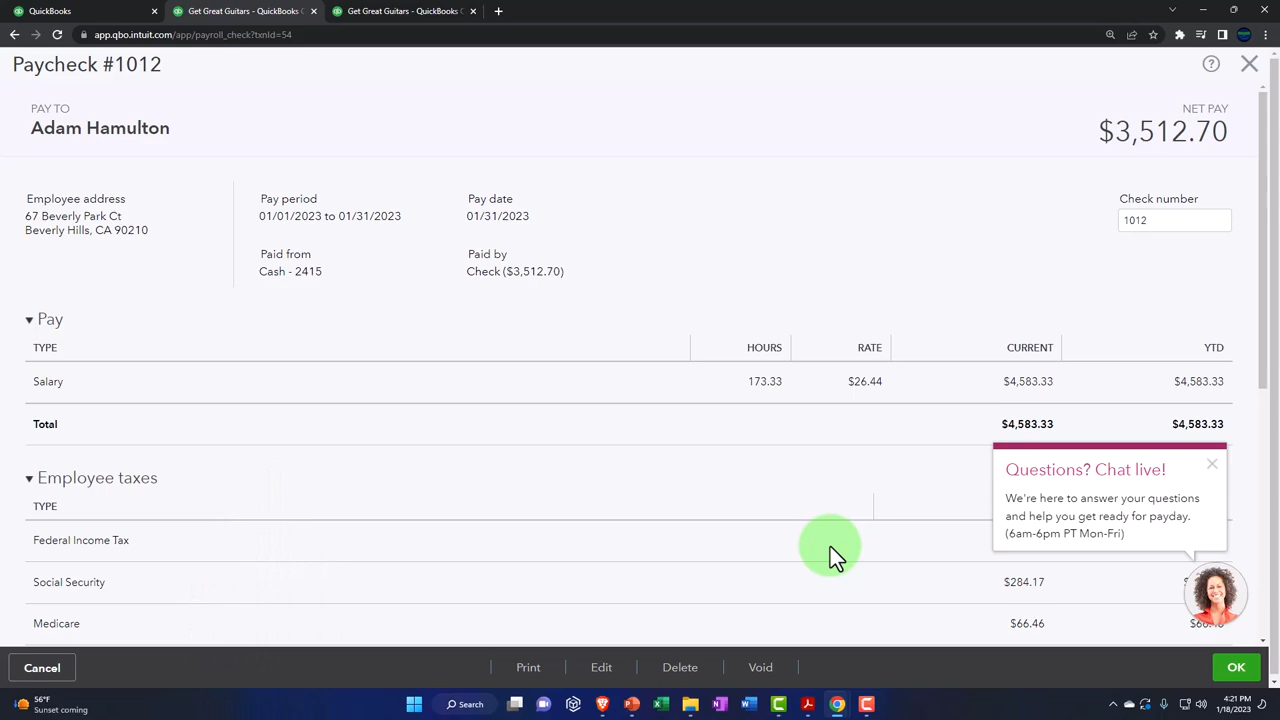 QuickBooks
Get Great Guitars - QuickBooks
Get Great Guitars - QuickBooks
app.qbo.intuit.com/app/payroll_check?txnId=54
Paycheck #1012
PAY TO
Adam Hamulton
NET PAY
$3,512.70
Employee address
67 Beverly Park Ct
Beverly Hills, CA 90210
Pay period
01/01/2023 to 01/31/2023
Pay date
01/31/2023
Check number
1012
Paid from
Cash - 2415
Paid by
Check ($3,512.70)
Pay
TYPE HOURS RATE CURRENT YTD
Salary 173.33 $26.44 $4,583.33 $4,583.33
Total $4,583.33 $4,583.33
Employee taxes
TYPE
Federal Income Tax
Social Security $284.17
Medicare $66.46
Questions? Chat live!
We're here to answer your questions
and help you get ready for payday.
(6am-6pm PT Mon-Fri)
Cancel Print Edit Delete Void OK
56°F
Sunset coming
Search
4:21 PM
1/18/2023